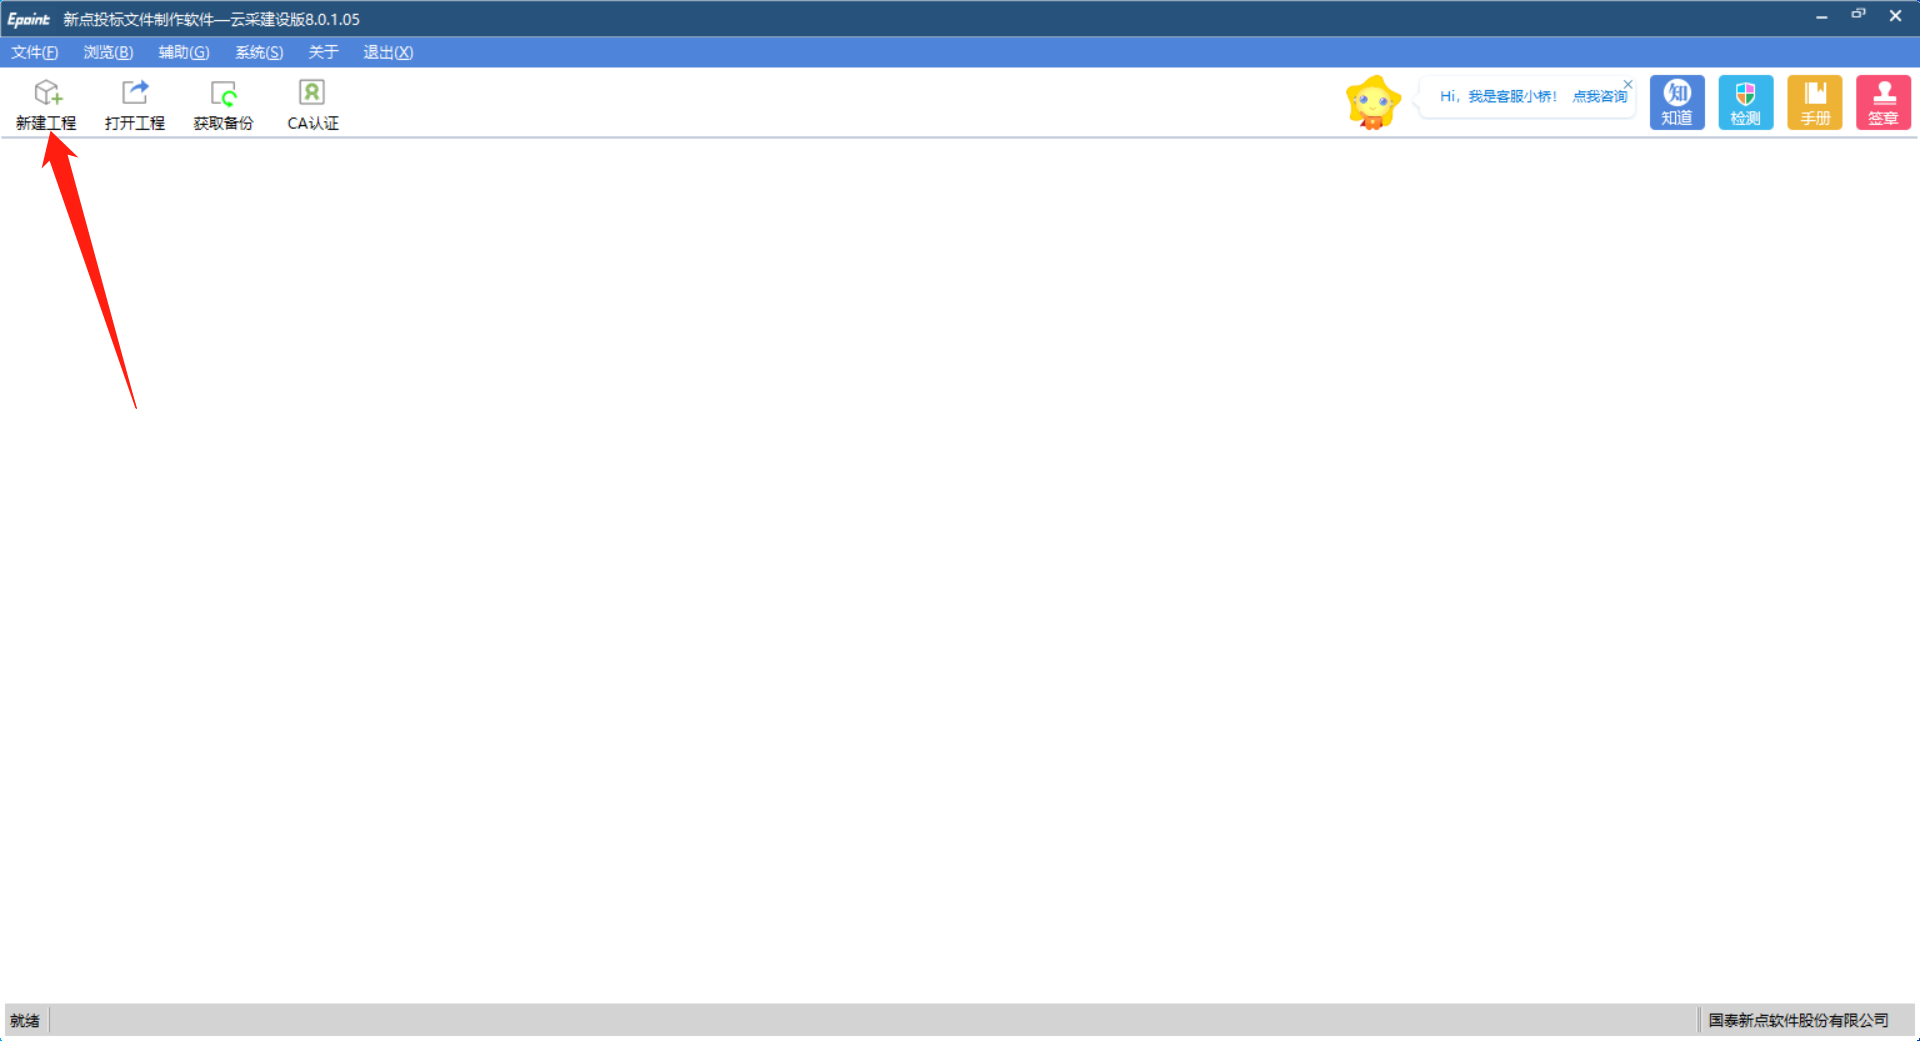 Epoint 新点投标文件制作软件—云采建设版8.0.1.05
文件(F) 浏览(B) 辅助(G) 系统(S) 关于 退出(X)
新建工程 打开工程 获取备份 CA认证
Hi，我是客服小桥！ 点我咨询
知
知道 检测 手册 签章
就绪
国泰新点软件股份有限公司